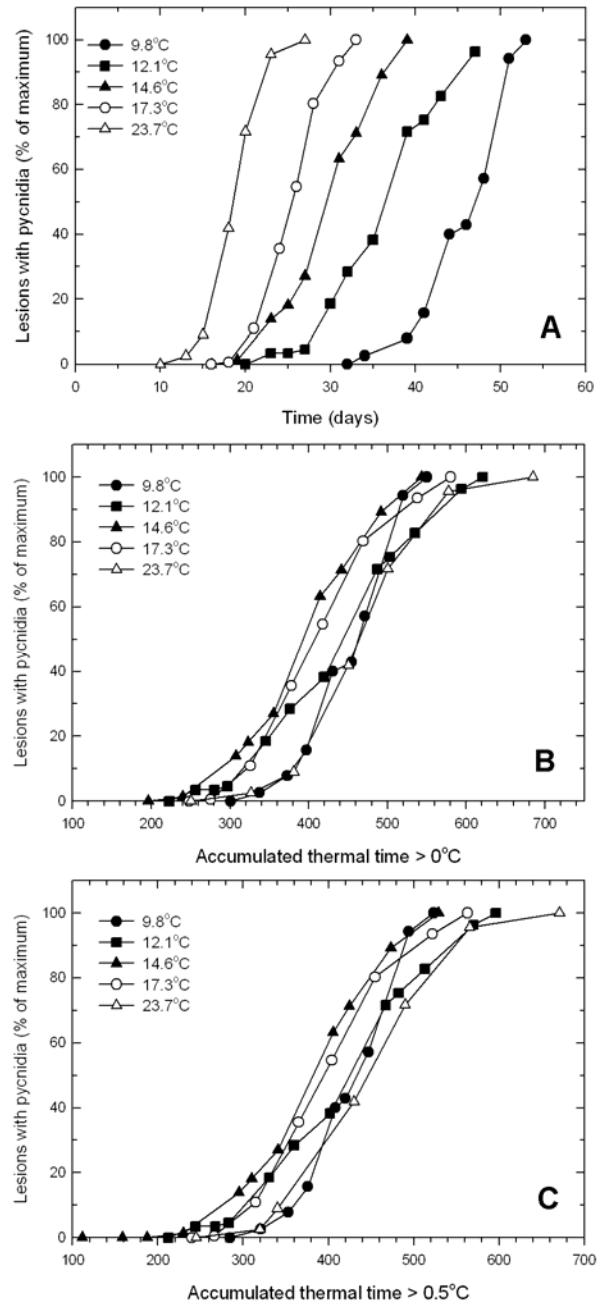 100
80
60
40
20
0
Lesions with pycnidia (% of maximum)
9.8°C
12.1°C
14.6°C
17.3°C
23.7°C
A
0 10 20 30 40 50 60
Time (days)
100
80
60
40
20
0
Lesions with pycnidia (% of maximum)
9.8°C
12.1°C
14.6°C
17.3°C
23.7°C
B
100 200 300 400 500 600 700
Accumulated thermal time > 0°C
100
80
60
40
20
0
Lesions with pycnidia (% of maximum)
9.8°C
12.1°C
14.6°C
17.3°C
23.7°C
C
100 200 300 400 500 600 700
Accumulated thermal time > 0.5°C